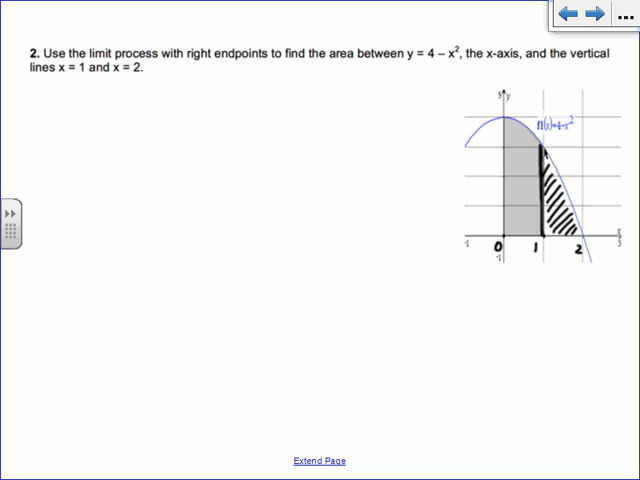 2. Use the limit process with right endpoints to find the area between y = 4 – x², the x-axis, and the vertical
lines x = 1 and x = 2.
5 y
f1(x)=4-x²
x
-1 0 1 2 3
-1
Extend Page